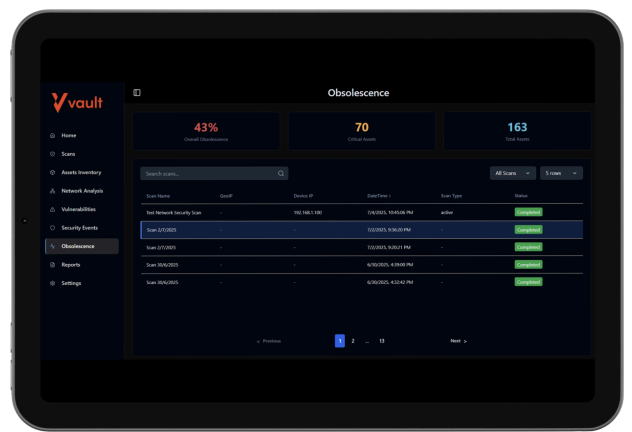 vault
Obsolescence
Home
Scans
Assets Inventory
Network Analysis
Vulnerabilities
Security Events
Obsolescence
Reports
Settings
43%
Overall Obsolescence
70
Critical Assets
163
Total Assets
Search scans...
All Scans
5 rows
Scan Name GeoIP Device IP DateTime Scan Type Status
Test Network Security Scan - 192.168.1.100 7/4/2025, 10:45:06 PM active Completed
Scan 2/7/2025 - - 7/2/2025, 9:36:20 PM - Completed
Scan 2/7/2025 - - 7/2/2025, 9:20:21 PM - Completed
Scan 30/6/2025 - - 6/30/2025, 4:39:00 PM - Completed
Scan 30/6/2025 - - 6/30/2025, 4:32:42 PM - Completed
< Previous 1 2 ... 13 Next >